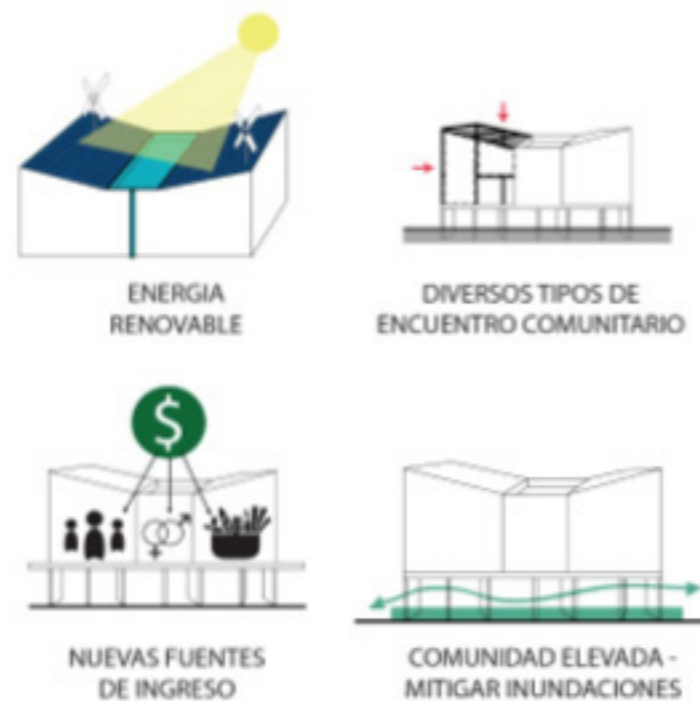 ENERGIA
RENOVABLE
DIVERSOS TIPOS DE
ENCUENTRO COMUNITARIO
$
NUEVAS FUENTES
DE INGRESO
COMUNIDAD ELEVADA -
MITIGAR INUNDACIONES